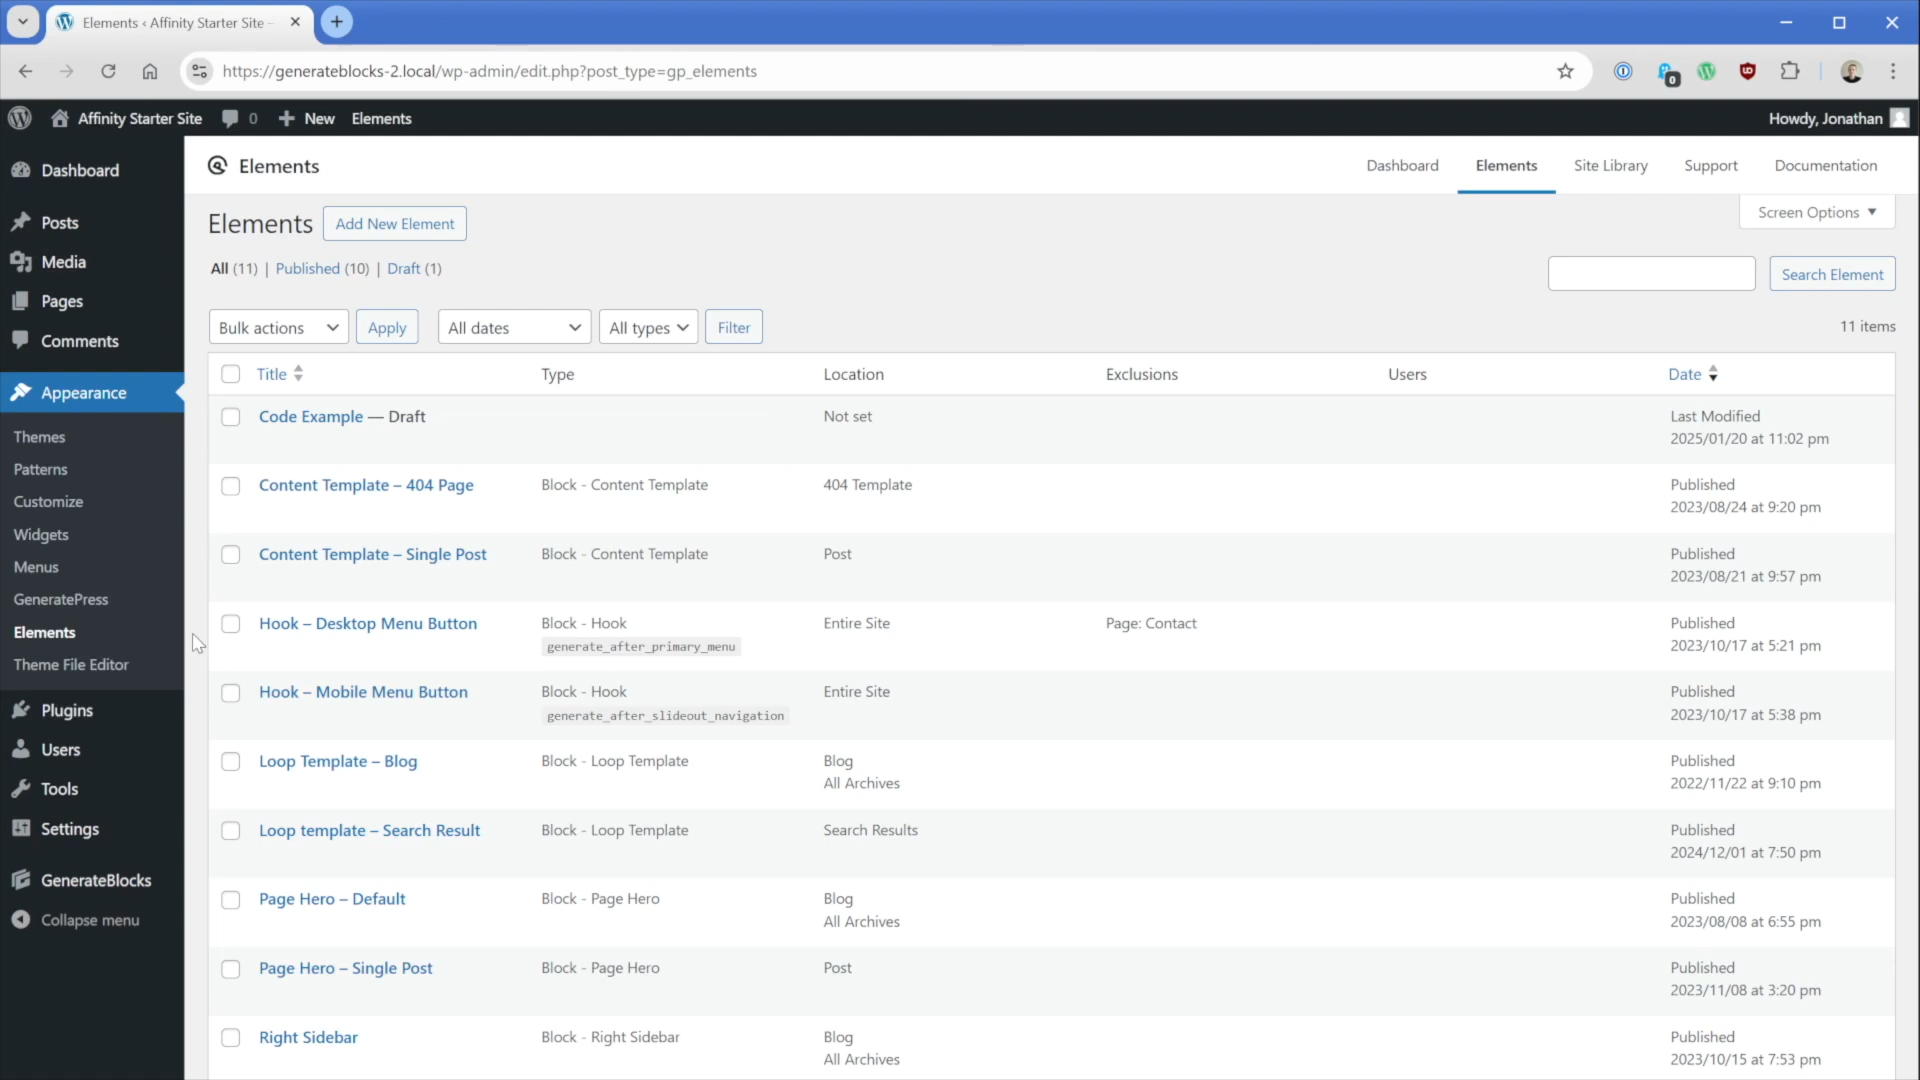 Elements ‹ Affinity Starter Site –
https://generateblocks-2.local/wp-admin/edit.php?post_type=gp_elements
0
Affinity Starter Site 0 New Elements Howdy, Jonathan
Dashboard
Posts
Media
Pages
Comments
Appearance
Themes
Patterns
Customize
Widgets
Menus
GeneratePress
Elements
Theme File Editor
Plugins
Users
Tools
Settings
GenerateBlocks
Collapse menu
Elements Dashboard Elements Site Library Support Documentation
Screen Options ▼
Elements Add New Element
All (11) | Published (10) | Draft (1)
Search Element
Bulk actions Apply All dates All types Filter 11 items
Title Type Location Exclusions Users Date
Code Example — Draft Not set Last Modified
2025/01/20 at 11:02 pm
Content Template – 404 Page Block - Content Template 404 Template Published
2023/08/24 at 9:20 pm
Content Template – Single Post Block - Content Template Post Published
2023/08/21 at 9:57 pm
Hook – Desktop Menu Button Block - Hook Entire Site Page: Contact Published
generate_after_primary_menu 2023/10/17 at 5:21 pm
Hook – Mobile Menu Button Block - Hook Entire Site Published
generate_after_slideout_navigation 2023/10/17 at 5:38 pm
Loop Template – Blog Block - Loop Template Blog Published
All Archives 2022/11/22 at 9:10 pm
Loop template – Search Result Block - Loop Template Search Results Published
2024/12/01 at 7:50 pm
Page Hero – Default Block - Page Hero Blog Published
All Archives 2023/08/08 at 6:55 pm
Page Hero – Single Post Block - Page Hero Post Published
2023/11/08 at 3:20 pm
Right Sidebar Block - Right Sidebar Blog Published
All Archives 2023/10/15 at 7:53 pm